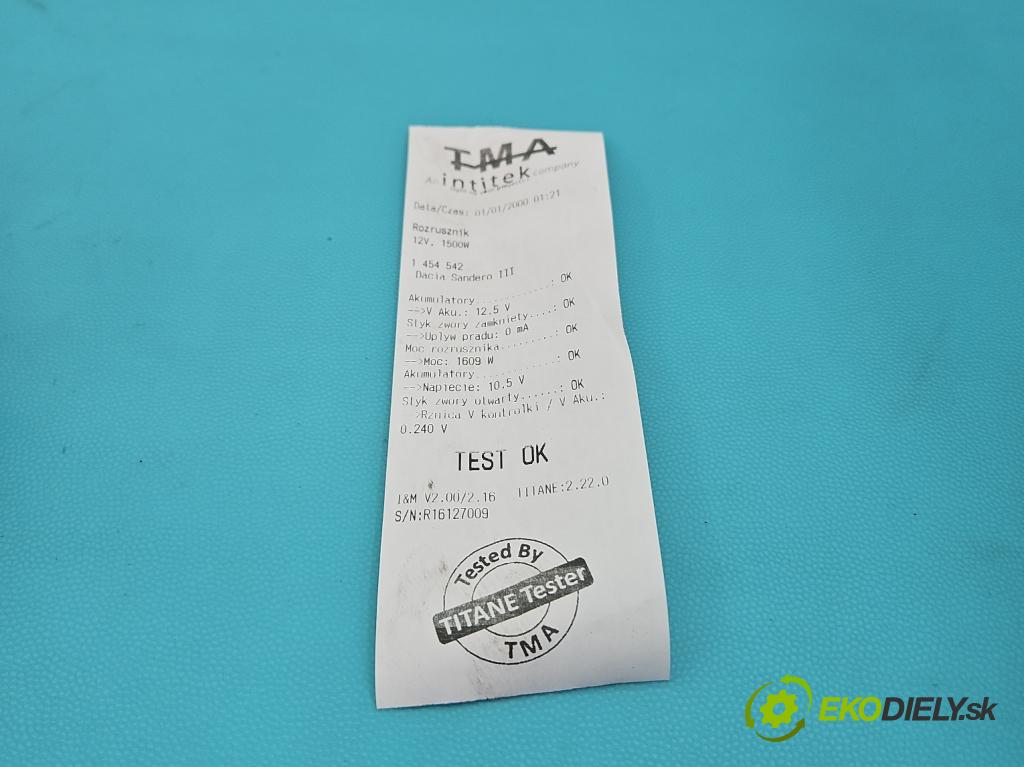 TMA
An intitek company
Data/Czas: 01/01/2000 01:21
Rozrusznik
12V, 1500W
1 454 542
Dacia Sandero III
Akumulatory...........: OK
-->V Aku.: 12.5 V
Styk zwory zamkniety....: OK
-->Uplyw pradu: 0 mA
Moc rozrusznika........: OK
-->Moc: 1609 W
Akumulatory...........: OK
-->Napiecie: 10.5 V
Styk zwory otwarty......: OK
-->Rznica V kontrolki / V Aku.:
0.240 V
TEST OK
I&M V2.00/2.16 TITANE:2.22.0
S/N:R16127009
Tested By
TITANE Tester
TMA
EKODIELY.sk